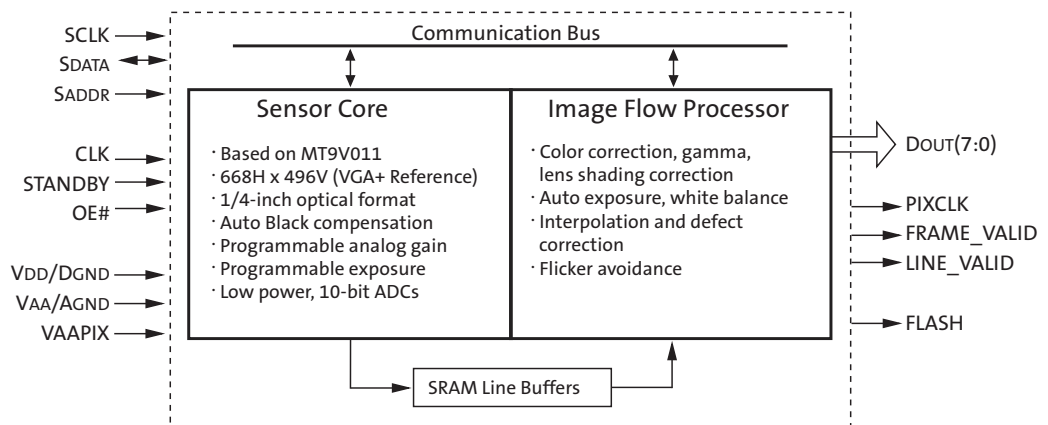 SCLK
SDATA
SADDR
CLK
STANDBY
OE#
VDD/DGND
VAA/AGND
VAAPIX
Communication Bus
Sensor Core
· Based on MT9V011
· 668H x 496V (VGA+ Reference)
· 1/4-inch optical format
· Auto Black compensation
· Programmable analog gain
· Programmable exposure
· Low power, 10-bit ADCs
Image Flow Processor
· Color correction, gamma,
lens shading correction
· Auto exposure, white balance
· Interpolation and defect
correction
· Flicker avoidance
SRAM Line Buffers
DOUT(7:0)
PIXCLK
FRAME_VALID
LINE_VALID
FLASH